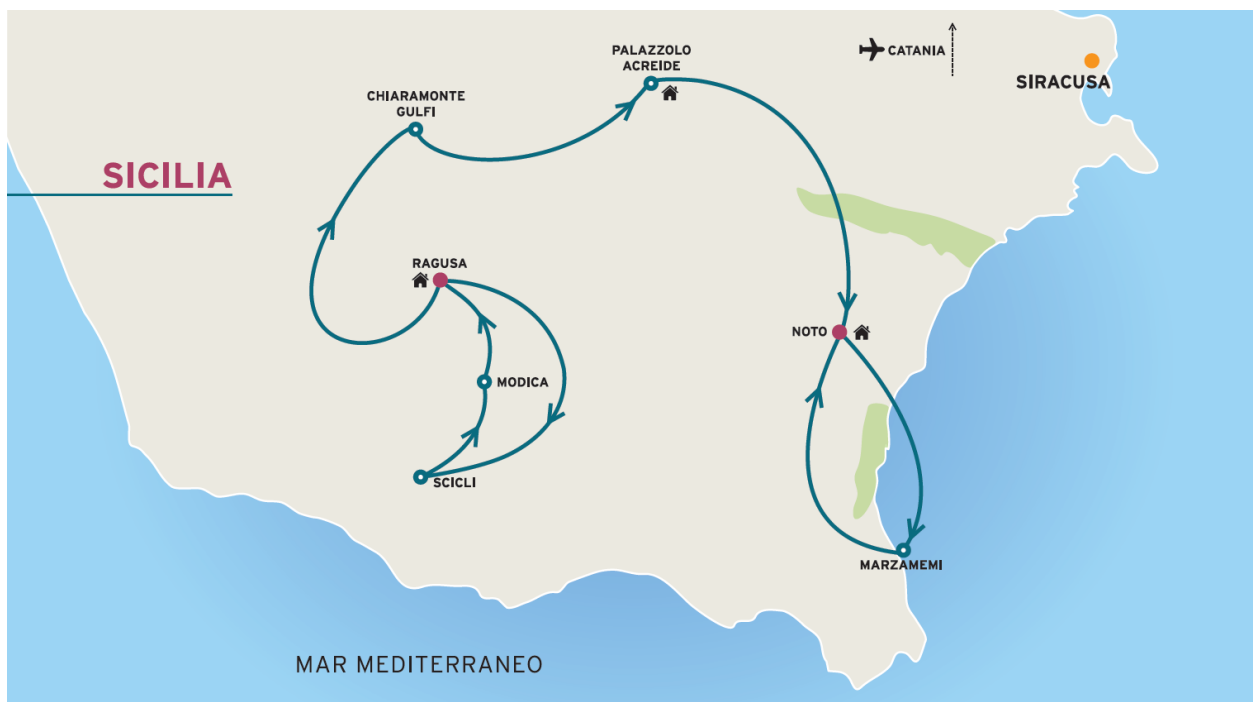 CATANIA
PALAZZOLO
ACREIDE
SIRACUSA
CHIARAMONTE
GULFI
SICILIA
RAGUSA
NOTO
MODICA
SCICLI
MARZAMEMI
MAR MEDITERRANEO